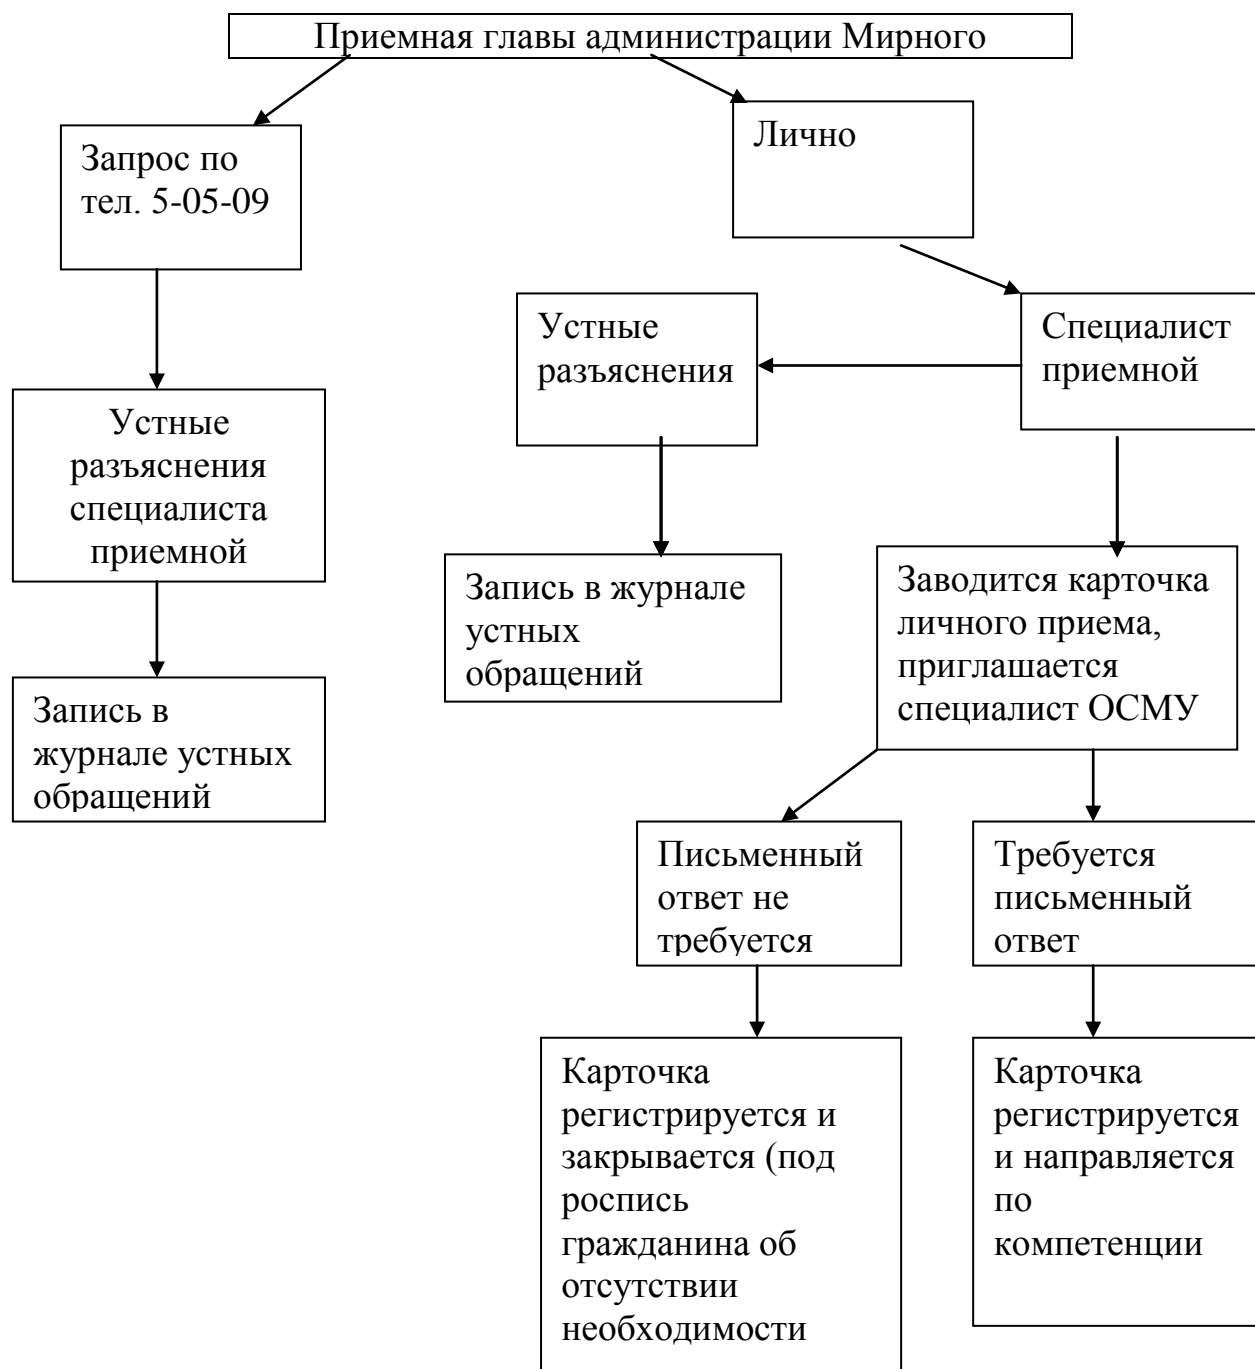 Приемная главы администрации Мирного
Запрос по
тел. 5-05-09
Лично
Устные
разъяснения
Специалист
приемной
Устные
разъяснения
специалиста
приемной
Запись в журнале
устных
обращений
Заводится карточка
личного приема,
приглашается
специалист ОСМУ
Запись в
журнале устных
обращений
Письменный
ответ не
требуется
Требуется
письменный
ответ
Карточка
регистрируется и
закрывается (под
роспись
гражданина об
отсутствии
необходимости
Карточка
регистрируется
и направляется
по
компетенции